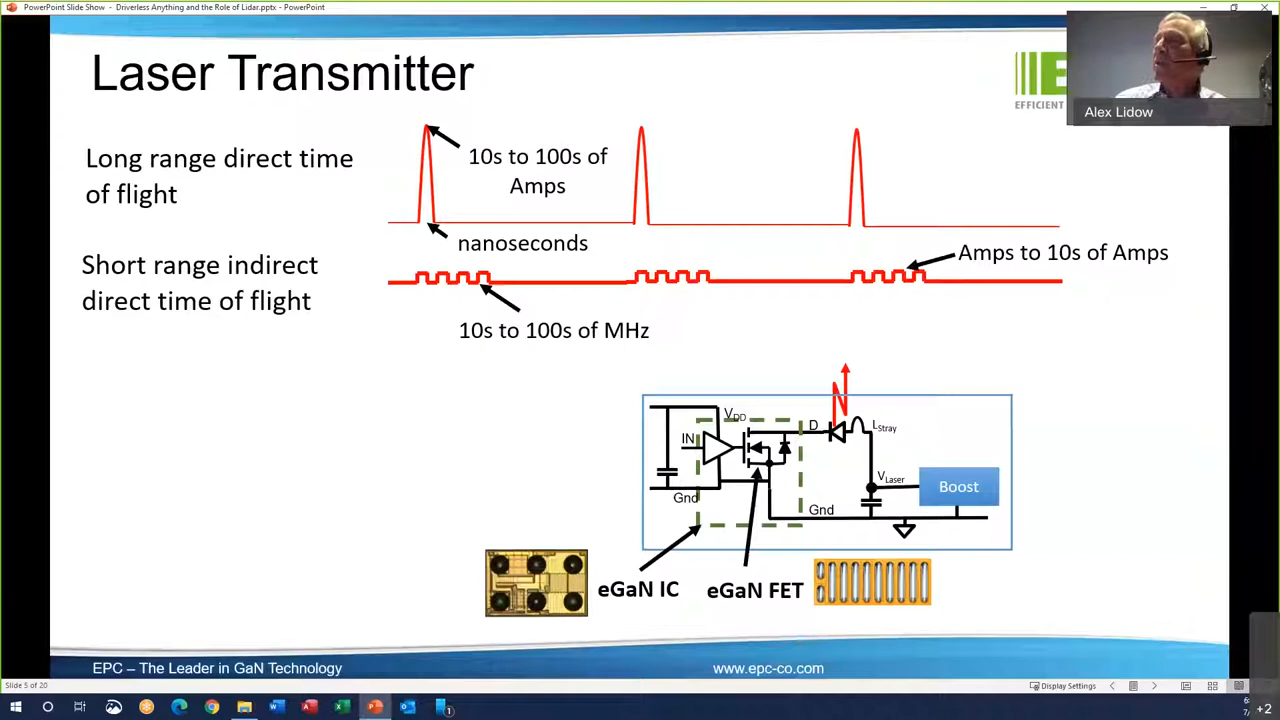 PowerPoint Slide Show - Driverless Anything and the Role of Lidar.pptx - PowerPoint
Laser Transmitter
EFFICIENT
Alex Lidow
Long range direct time
of flight
10s to 100s of
Amps
nanoseconds
Short range indirect
direct time of flight
Amps to 10s of Amps
10s to 100s of MHz
VDD
IN
D
LStray
VLaser
Boost
Gnd
Gnd
eGaN IC
eGaN FET
EPC – The Leader in GaN Technology
www.epc-co.com
Slide 5 of 20
Display Settings
1
+2